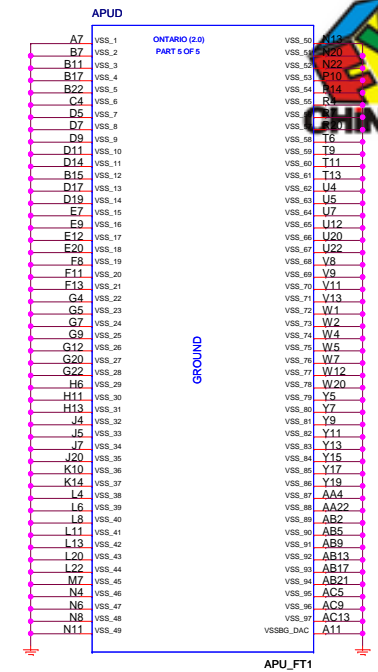 APUD
ONTARIO (2.0)
PART 5 OF 5
A7 VSS_1 VSS_50 N13
B7 VSS_2 VSS_51 N20
B11 VSS_3 VSS_52 N22
B17 VSS_4 VSS_53 P10
B22 VSS_5 VSS_54 P14
C4 VSS_6 VSS_55 R4
D5 VSS_7 VSS_56
D7 VSS_8 VSS_57 R20
D9 VSS_9 VSS_58 T6
D11 VSS_10 VSS_59 T9
D14 VSS_11 VSS_60 T11
B15 VSS_12 VSS_61 T13
D17 VSS_13 VSS_62 U4
D19 VSS_14 VSS_63 U5
E7 VSS_15 VSS_64 U7
E9 VSS_16 VSS_65 U12
E12 VSS_17 VSS_66 U20
E20 VSS_18 VSS_67 U22
F8 VSS_19 VSS_68 V8
F11 VSS_20 VSS_69 V9
F13 VSS_21 VSS_70 V11
G4 VSS_22 VSS_71 V13
G5 VSS_23 VSS_72 W1
G7 VSS_24 VSS_73 W2
G9 VSS_25 VSS_74 W4
G12 VSS_26 VSS_75 W5
G20 VSS_27 VSS_76 W7
G22 VSS_28 VSS_77 W12
H6 VSS_29 VSS_78 W20
H11 VSS_30 VSS_79 Y5
H13 VSS_31 VSS_80 Y7
J4 VSS_32 VSS_81 Y9
J5 VSS_33 VSS_82 Y11
J7 VSS_34 VSS_83 Y13
J20 VSS_35 VSS_84 Y15
K10 VSS_36 VSS_85 Y17
K14 VSS_37 VSS_86 Y19
L4 VSS_38 VSS_87 AA4
L6 VSS_39 VSS_88 AA22
L8 VSS_40 VSS_89 AB2
L11 VSS_41 VSS_90 AB5
L13 VSS_42 VSS_91 AB9
L20 VSS_43 VSS_92 AB13
L22 VSS_44 VSS_93 AB17
M7 VSS_45 VSS_94 AB21
N4 VSS_46 VSS_95 AC5
N6 VSS_47 VSS_96 AC9
N8 VSS_48 VSS_97 AC13
N11 VSS_49 VSSBG_DAC A11
GROUND
APU_FT1
CHIN